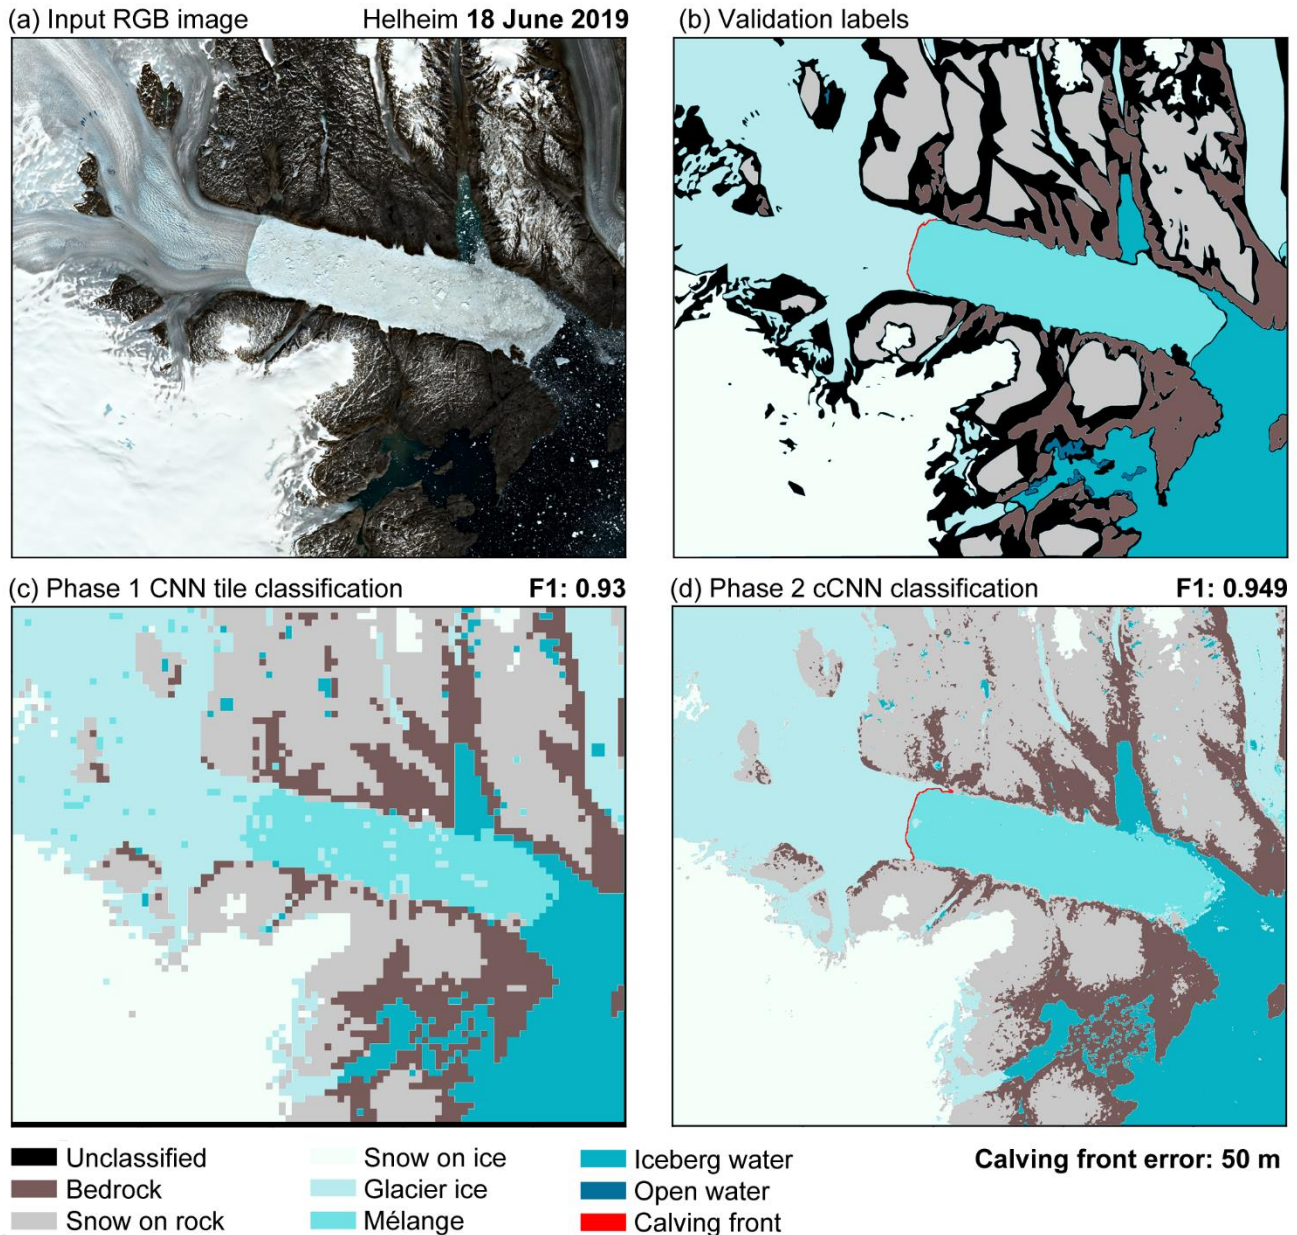 (a) Input RGB image
Helheim 18 June 2019
(b) Validation labels
(c) Phase 1 CNN tile classification
F1: 0.93
(d) Phase 2 cCNN classification
F1: 0.949
Unclassified
Bedrock
Snow on rock
Snow on ice
Glacier ice
Mélange
Iceberg water
Open water
Calving front
Calving front error: 50 m